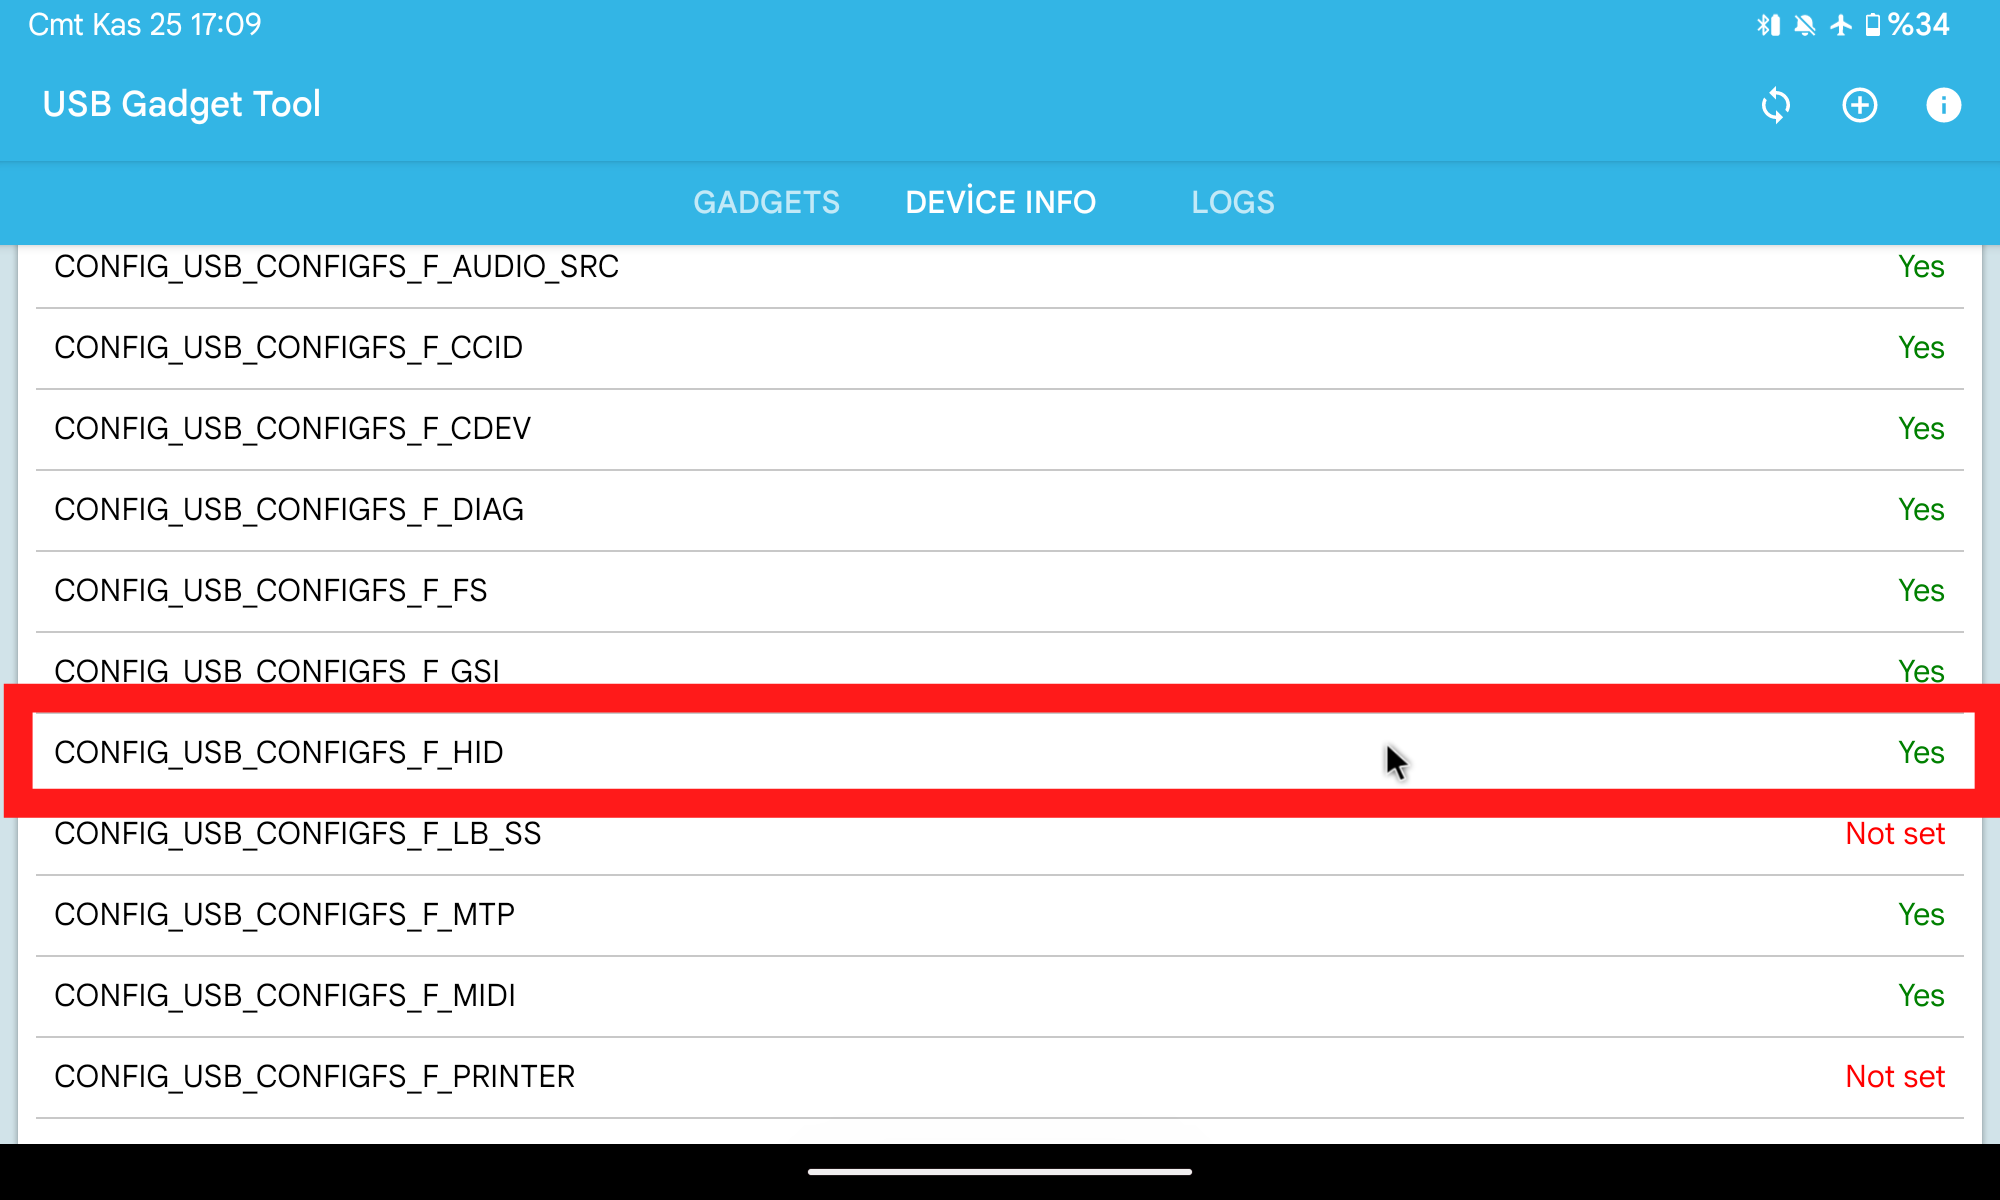 Cmt Kas 25 17:09
%34
USB Gadget Tool
GADGETS
DEVİCE INFO
LOGS
CONFIG_USB_CONFIGFS_F_AUDIO_SRC Yes
CONFIG_USB_CONFIGFS_F_CCID Yes
CONFIG_USB_CONFIGFS_F_CDEV Yes
CONFIG_USB_CONFIGFS_F_DIAG Yes
CONFIG_USB_CONFIGFS_F_FS Yes
CONFIG_USB_CONFIGFS_F_GSI Yes
CONFIG_USB_CONFIGFS_F_HID Yes
CONFIG_USB_CONFIGFS_F_LB_SS Not set
CONFIG_USB_CONFIGFS_F_MTP Yes
CONFIG_USB_CONFIGFS_F_MIDI Yes
CONFIG_USB_CONFIGFS_F_PRINTER Not set